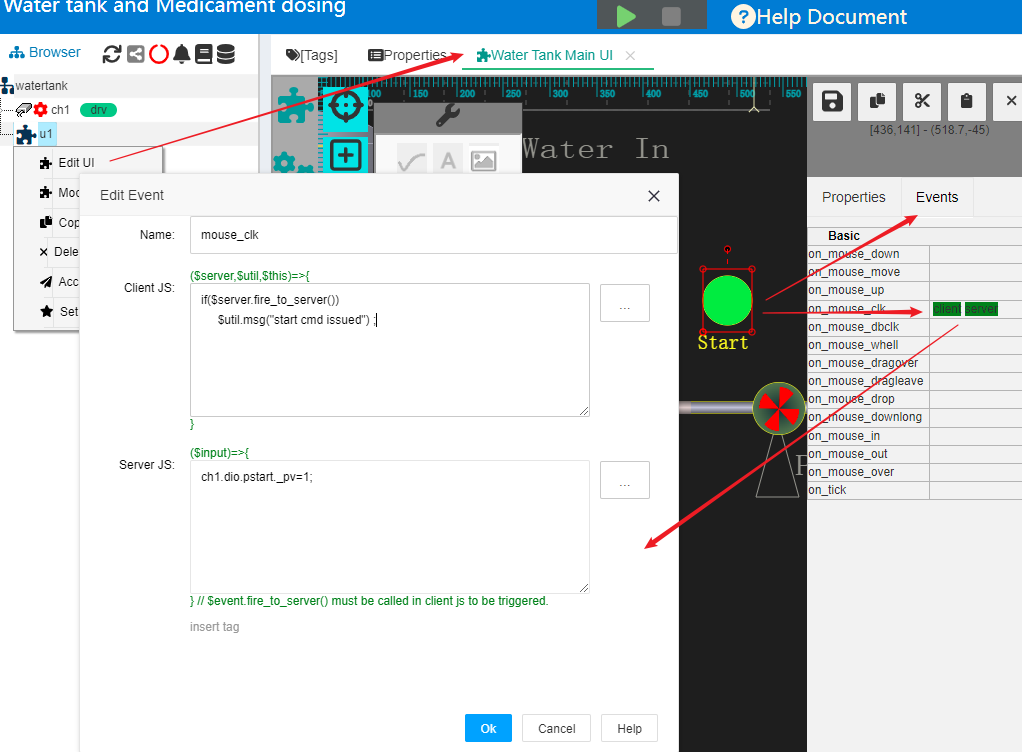 Water tank and Medicament dosing
?Help Document
Browser
[Tags]
Properties
Water Tank Main UI
watertank
ch1 drv
u1
Edit UI
Acc
Set
150 200 250 300 350 400 450 500 550
[436,141] - (518.7,-45)
Water In
A
Edit Event
Name:
mouse_clk
($server,$util,$this)=>{
Client JS:
if($server.fire_to_server())
$util.msg("start cmd issued") ;
...
}
($input)=>{
Server JS:
ch1.dio.pstart._pv=1;
...
} // $event.fire_to_server() must be called in client js to be triggered.
insert tag
Ok
Cancel
Help
Start
Properties
Events
Basic
on_mouse_down
on_mouse_move
on_mouse_up
on_mouse_clk client server
on_mouse_dbclk
on_mouse_whell
on_mouse_dragover
on_mouse_dragleave
on_mouse_drop
on_mouse_downlong
on_mouse_in
on_mouse_out
on_mouse_over
on_tick